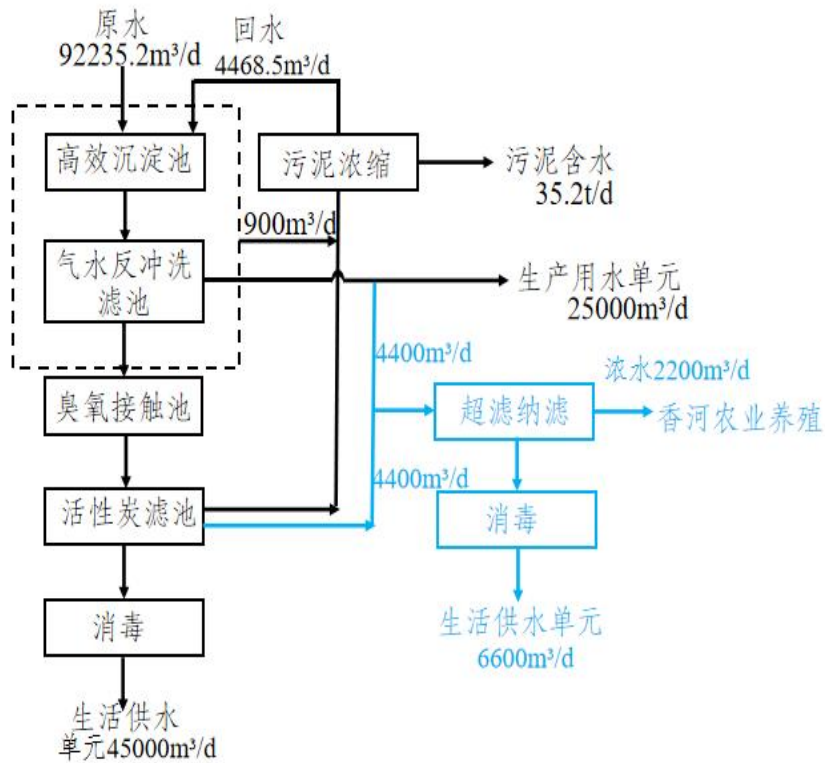 原水
92235.2m³/d
回水
4468.5m³/d
高效沉淀池
污泥浓缩
污泥含水
35.2t/d
900m³/d
气水反冲洗
滤池
生产用水单元
25000m³/d
4400m³/d
浓水2200m³/d
臭氧接触池
超滤纳滤
香河农业养殖
4400m³/d
活性炭滤池
消毒
消毒
生活供水单元
6600m³/d
生活供水
单元45000m³/d